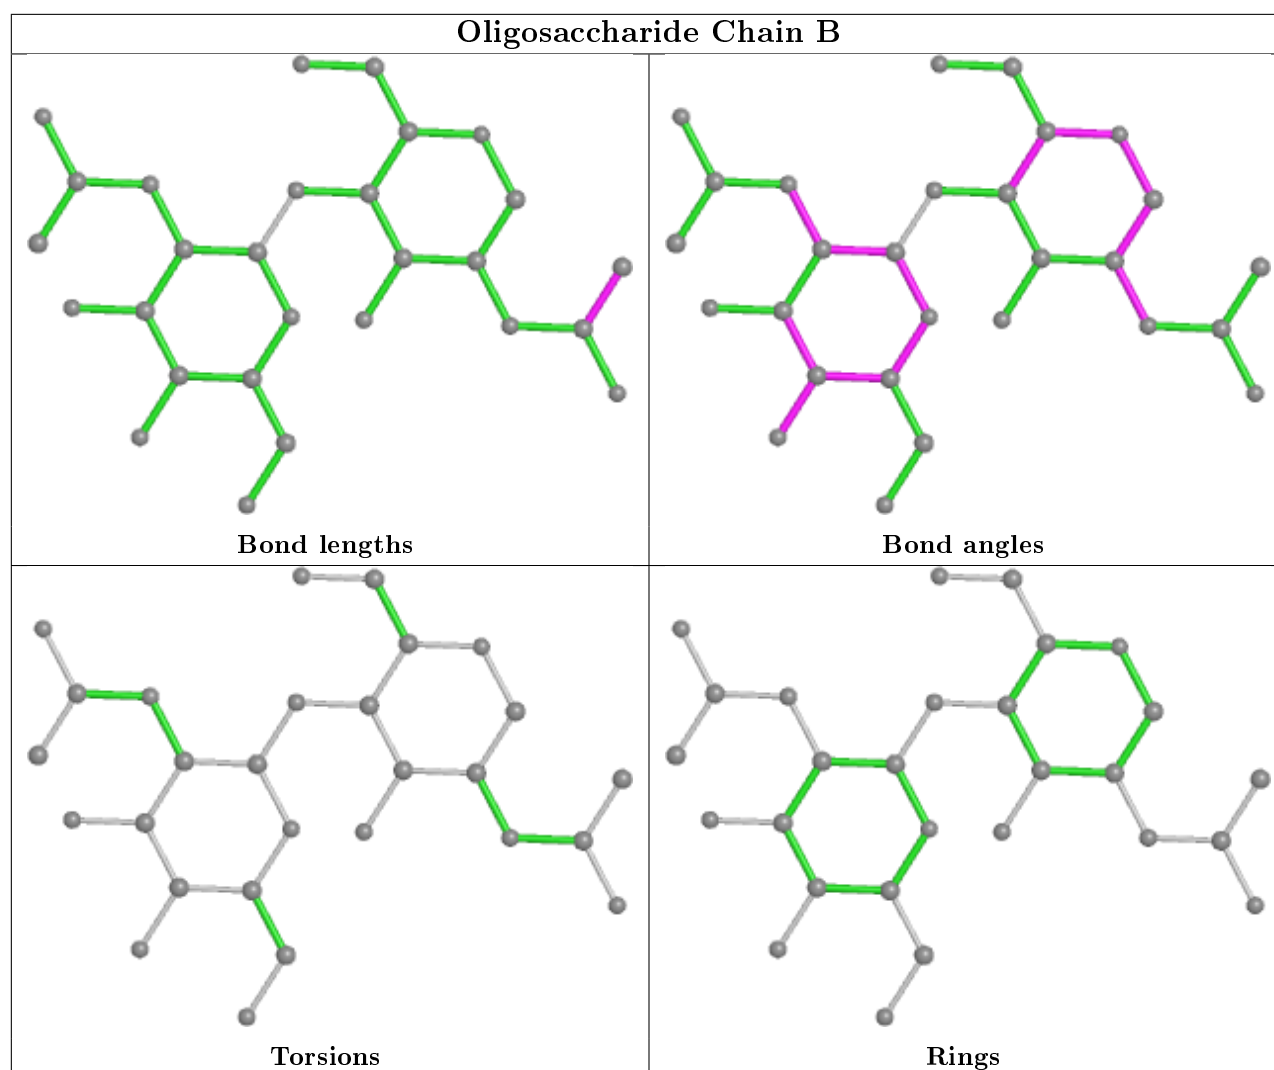 Oligosaccharide Chain B
Bond lengths
Bond angles
Torsions
Rings